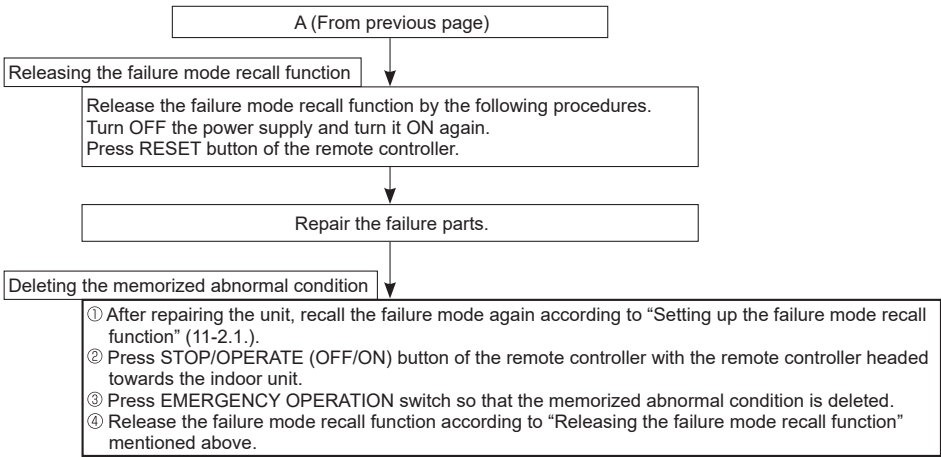 A (From previous page)
Releasing the failure mode recall function
Release the failure mode recall function by the following procedures.
Turn OFF the power supply and turn it ON again.
Press RESET button of the remote controller.
Repair the failure parts.
Deleting the memorized abnormal condition
① After repairing the unit, recall the failure mode again according to “Setting up the failure mode recall
function” (11-2.1.).
② Press STOP/OPERATE (OFF/ON) button of the remote controller with the remote controller headed
towards the indoor unit.
③ Press EMERGENCY OPERATION switch so that the memorized abnormal condition is deleted.
④ Release the failure mode recall function according to “Releasing the failure mode recall function”
mentioned above.